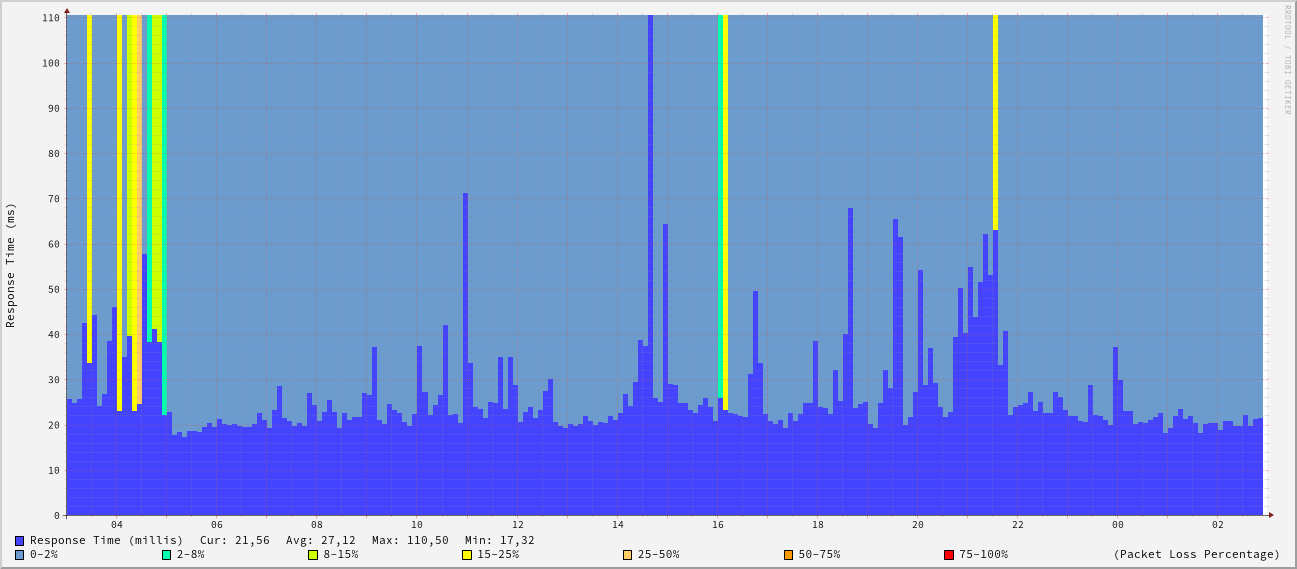 RRDTOOL / TOBI OETIKER
Response Time (ms)
110
100
90
80
70
60
50
40
30
20
10
0
04 06 08 10 12 14 16 18 20 22 00 02
Response Time (millis) Cur: 21,56 Avg: 27,12 Max: 110,50 Min: 17,32
0-2% 2-8% 8-15% 15-25% 25-50% 50-75% 75-100% (Packet Loss Percentage)